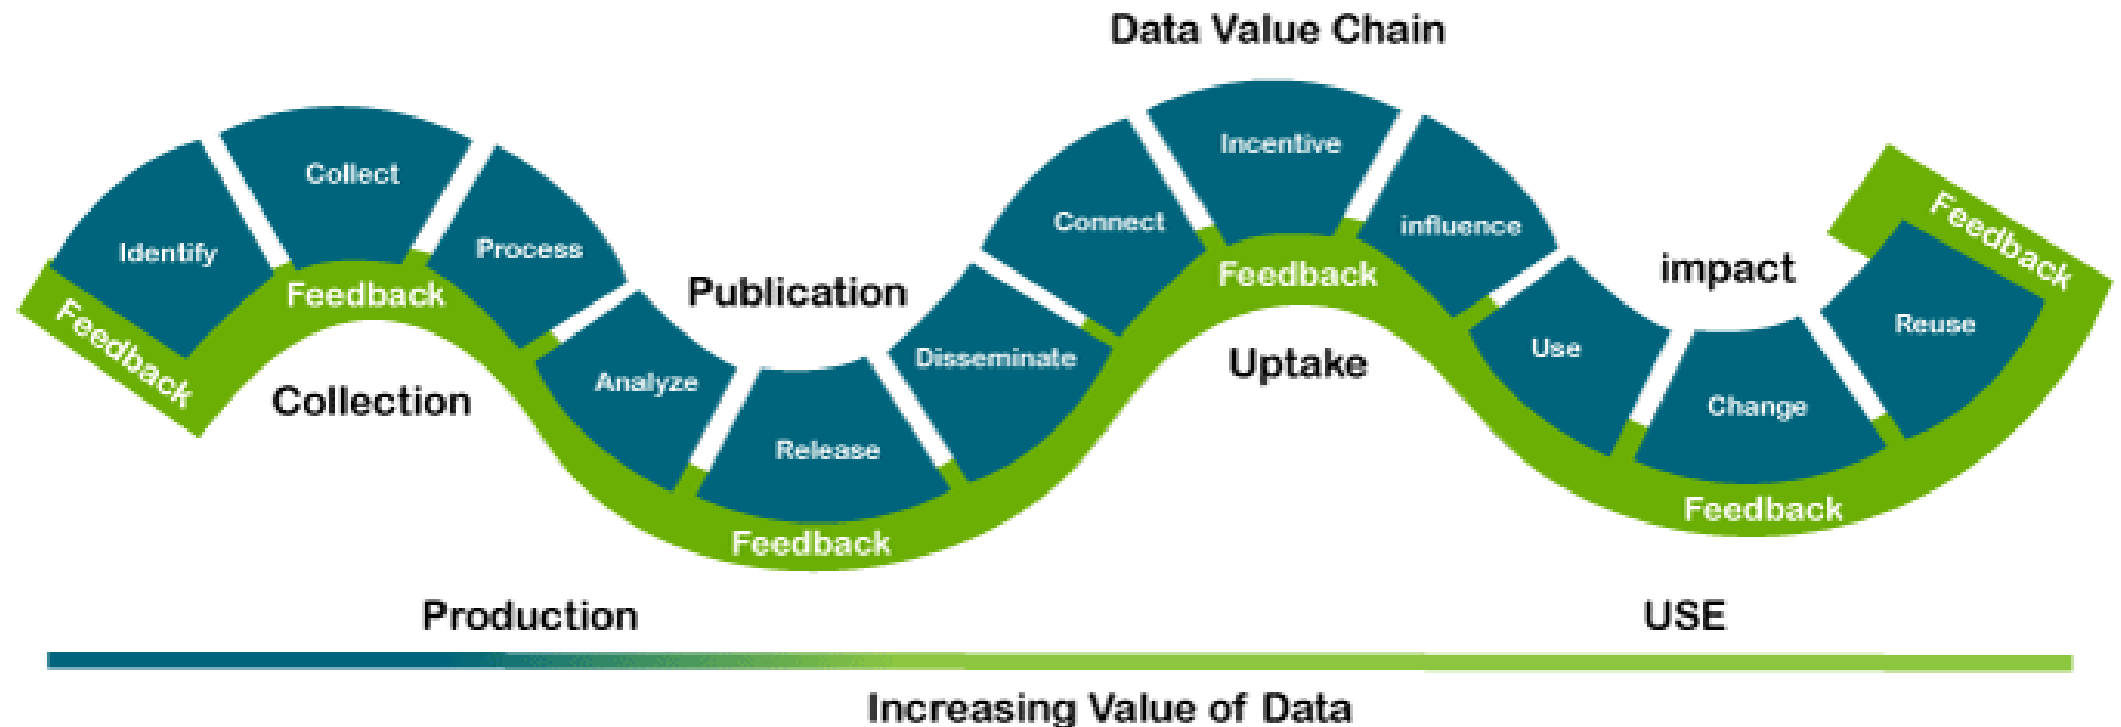 Data Value Chain
Identify
Collect
Process
Feedback
Feedback
Collection
Publication
Analyze
Release
Disseminate
Feedback
Connect
Incentive
influence
Feedback
Uptake
impact
Use
Change
Reuse
Feedback
Feedback
Production
USE
Increasing Value of Data